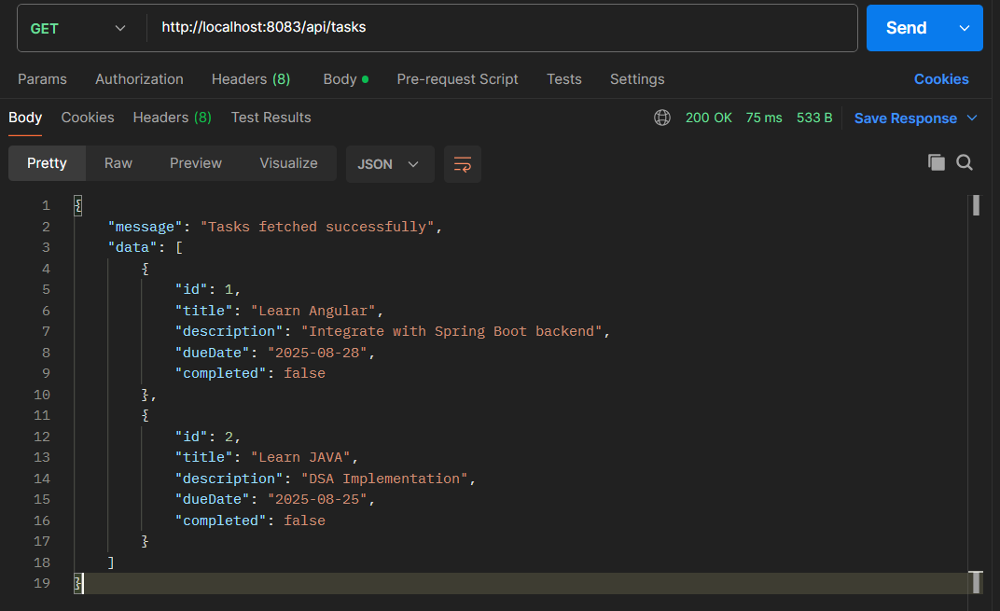 GET http://localhost:8083/api/tasks Send
Params Authorization Headers (8) Body Pre-request Script Tests Settings Cookies
Body Cookies Headers (8) Test Results 200 OK 75 ms 533 B Save Response
Pretty Raw Preview Visualize JSON
1 {
2 "message": "Tasks fetched successfully",
3 "data": [
4 {
5 "id": 1,
6 "title": "Learn Angular",
7 "description": "Integrate with Spring Boot backend",
8 "dueDate": "2025-08-28",
9 "completed": false
10 },
11 {
12 "id": 2,
13 "title": "Learn JAVA",
14 "description": "DSA Implementation",
15 "dueDate": "2025-08-25",
16 "completed": false
17 }
18 ]
19 }